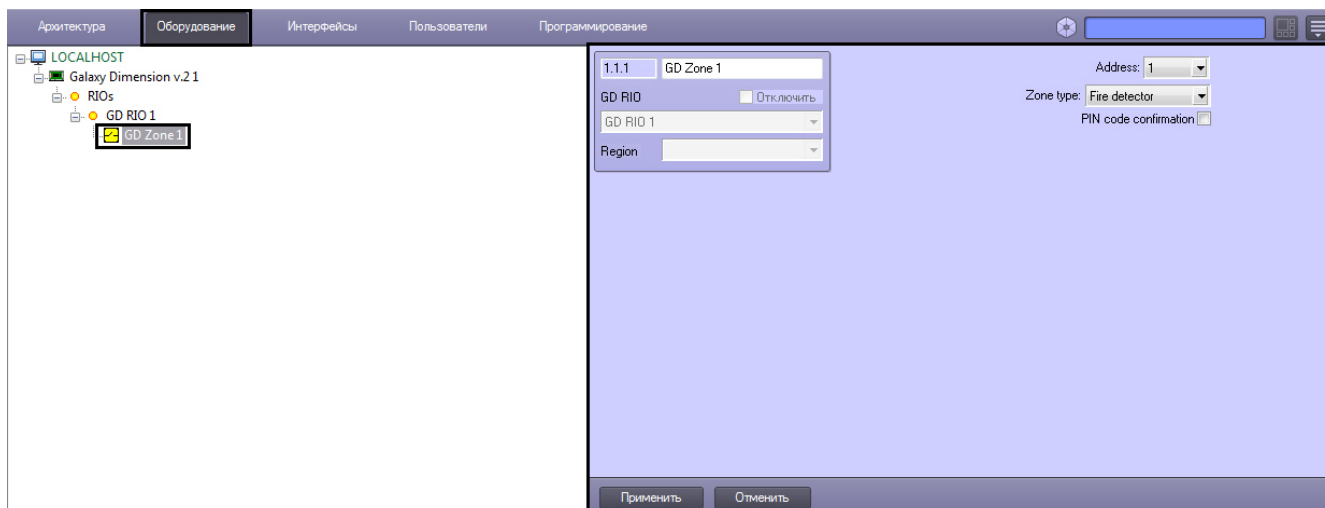 Архитектура Оборудование Интерфейсы Пользователи Программирование
LOCALHOST
Galaxy Dimension v.2 1
RIOs
GD RIO 1
GD Zone 1
1.1.1 GD Zone 1
GD RIO Отключить
GD RIO 1
Region
Address: 1
Zone type: Fire detector
PIN code confirmation
Применить Отменить